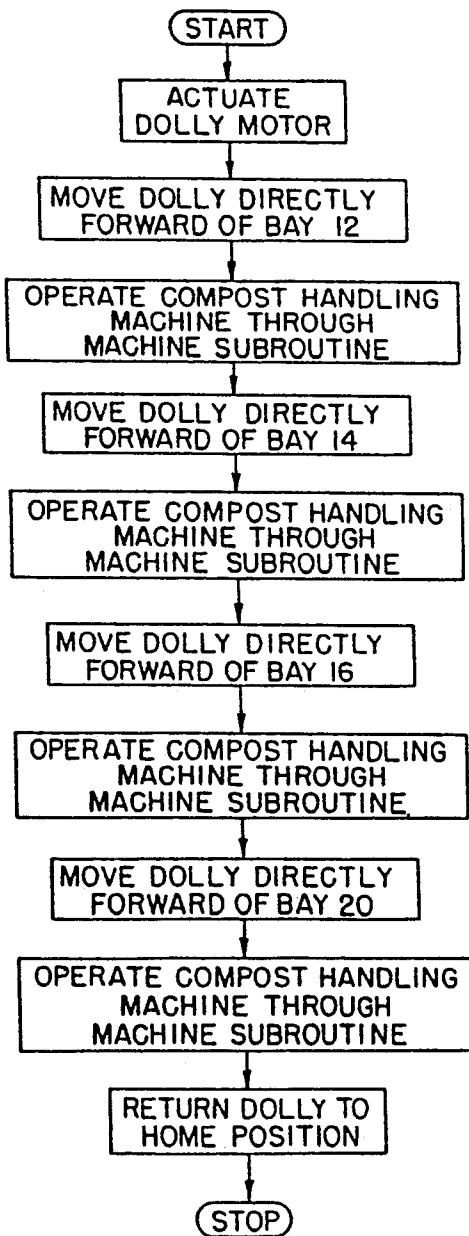 START
ACTUATE
DOLLY MOTOR
MOVE DOLLY DIRECTLY
FORWARD OF BAY 12
OPERATE COMPOST HANDLING
MACHINE THROUGH
MACHINE SUBROUTINE
MOVE DOLLY DIRECTLY
FORWARD OF BAY 14
OPERATE COMPOST HANDLING
MACHINE THROUGH
MACHINE SUBROUTINE
MOVE DOLLY DIRECTLY
FORWARD OF BAY 16
OPERATE COMPOST HANDLING
MACHINE THROUGH
MACHINE SUBROUTINE
MOVE DOLLY DIRECTLY
FORWARD OF BAY 20
OPERATE COMPOST HANDLING
MACHINE THROUGH
MACHINE SUBROUTINE
RETURN DOLLY TO
HOME POSITION
STOP